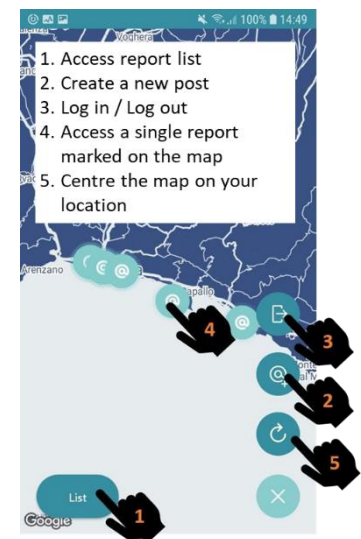 100% 14:49
Voghera
1. Access report list
2. Create a new post
3. Log in / Log out
4. Access a single report
marked on the map
5. Centre the map on your
location
Arenzano
apallo
4
3
2
5
List
1
Google